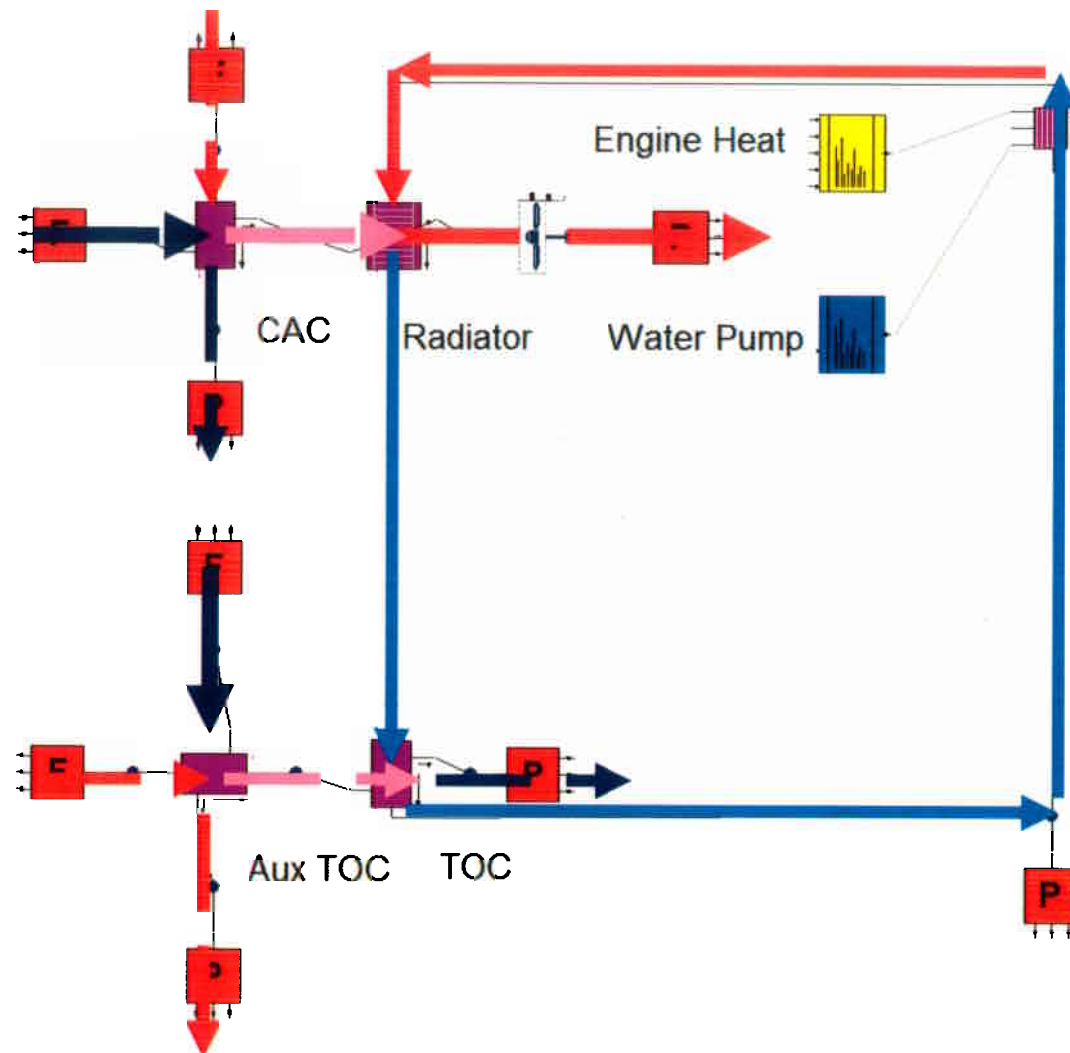 Engine Heat
CAC
Radiator
Water Pump
Aux TOC
TOC
P
P